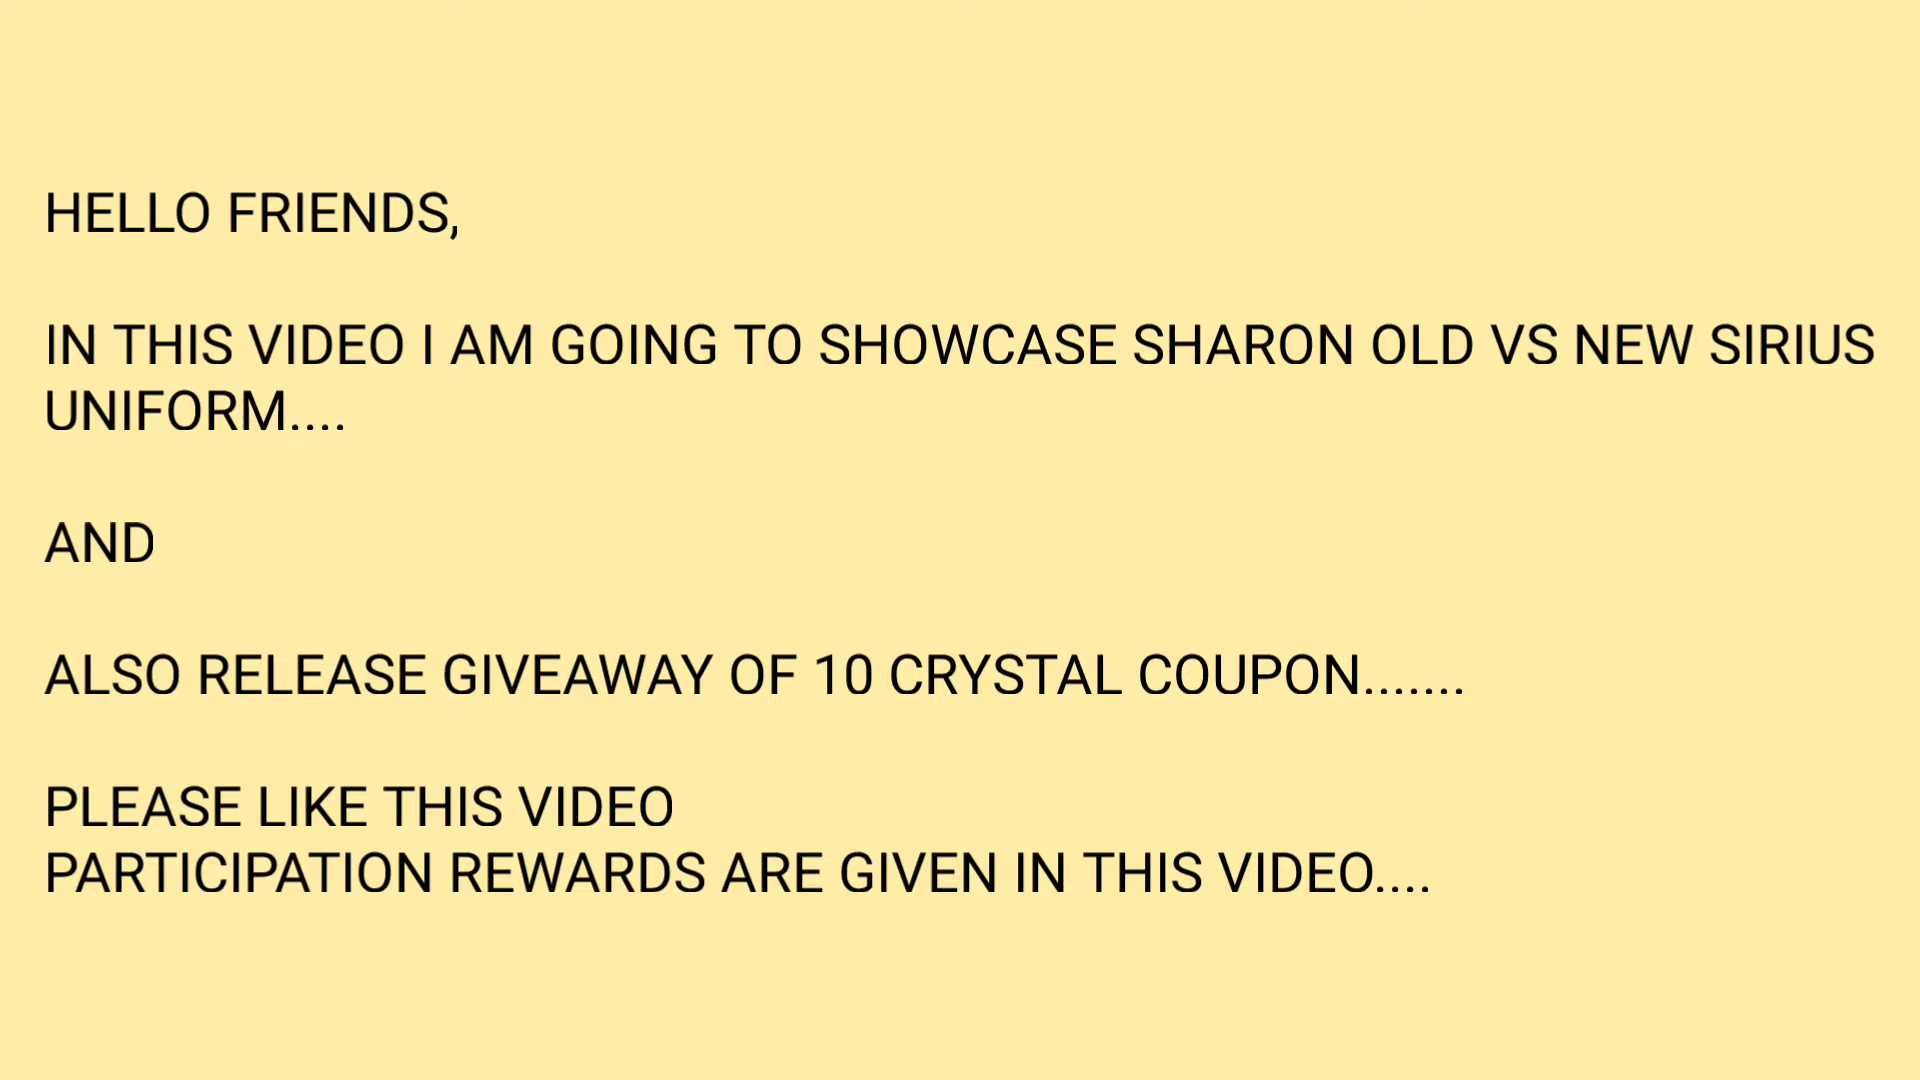 HELLO FRIENDS,
IN THIS VIDEO I AM GOING TO SHOWCASE SHARON OLD VS NEW SIRIUS
UNIFORM....
AND
ALSO RELEASE GIVEAWAY OF 10 CRYSTAL COUPON.......
PLEASE LIKE THIS VIDEO
PARTICIPATION REWARDS ARE GIVEN IN THIS VIDEO....